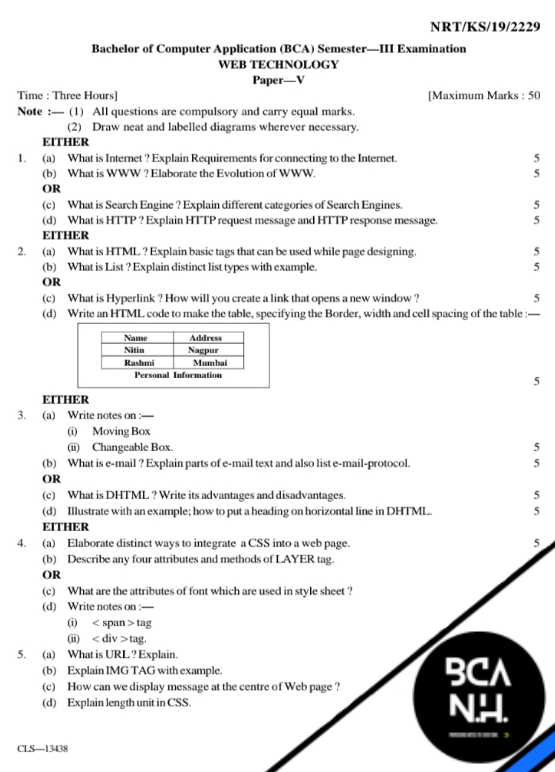 NRT/KS/19/2229
Bachelor of Computer Application (BCA) Semester—III Examination
WEB TECHNOLOGY
Paper—V
Time : Three Hours] [Maximum Marks : 50
Note :— (1) All questions are compulsory and carry equal marks.
(2) Draw neat and labelled diagrams wherever necessary.
EITHER
1. (a) What is Internet ? Explain Requirements for connecting to the Internet. 5
(b) What is WWW ? Elaborate the Evolution of WWW. 5
OR
(c) What is Search Engine ? Explain different categories of Search Engines. 5
(d) What is HTTP ? Explain HTTP request message and HTTP response message. 5
EITHER
2. (a) What is HTML ? Explain basic tags that can be used while page designing. 5
(b) What is List ? Explain distinct list types with example. 5
OR
(c) What is Hyperlink ? How will you create a link that opens a new window ? 5
(d) Write an HTML code to make the table, specifying the Border, width and cell spacing of the table :—
Name Address
Nitin Nagpur
Rashmi Mumbai
Personal Information
5
EITHER
3. (a) Write notes on :—
(i) Moving Box
(ii) Changeable Box. 5
(b) What is e-mail ? Explain parts of e-mail text and also list e-mail-protocol. 5
OR
(c) What is DHTML ? Write its advantages and disadvantages. 5
(d) Illustrate with an example; how to put a heading on horizontal line in DHTML. 5
EITHER
4. (a) Elaborate distinct ways to integrate a CSS into a web page. 5
(b) Describe any four attributes and methods of LAYER tag.
OR
(c) What are the attributes of font which are used in style sheet ?
(d) Write notes on :—
(i) < span > tag
(ii) < div > tag.
5. (a) What is URL ? Explain.
(b) Explain IMG TAG with example.
(c) How can we display message at the centre of Web page ?
(d) Explain length unit in CSS.
BCA
N.H.
CLS—13438